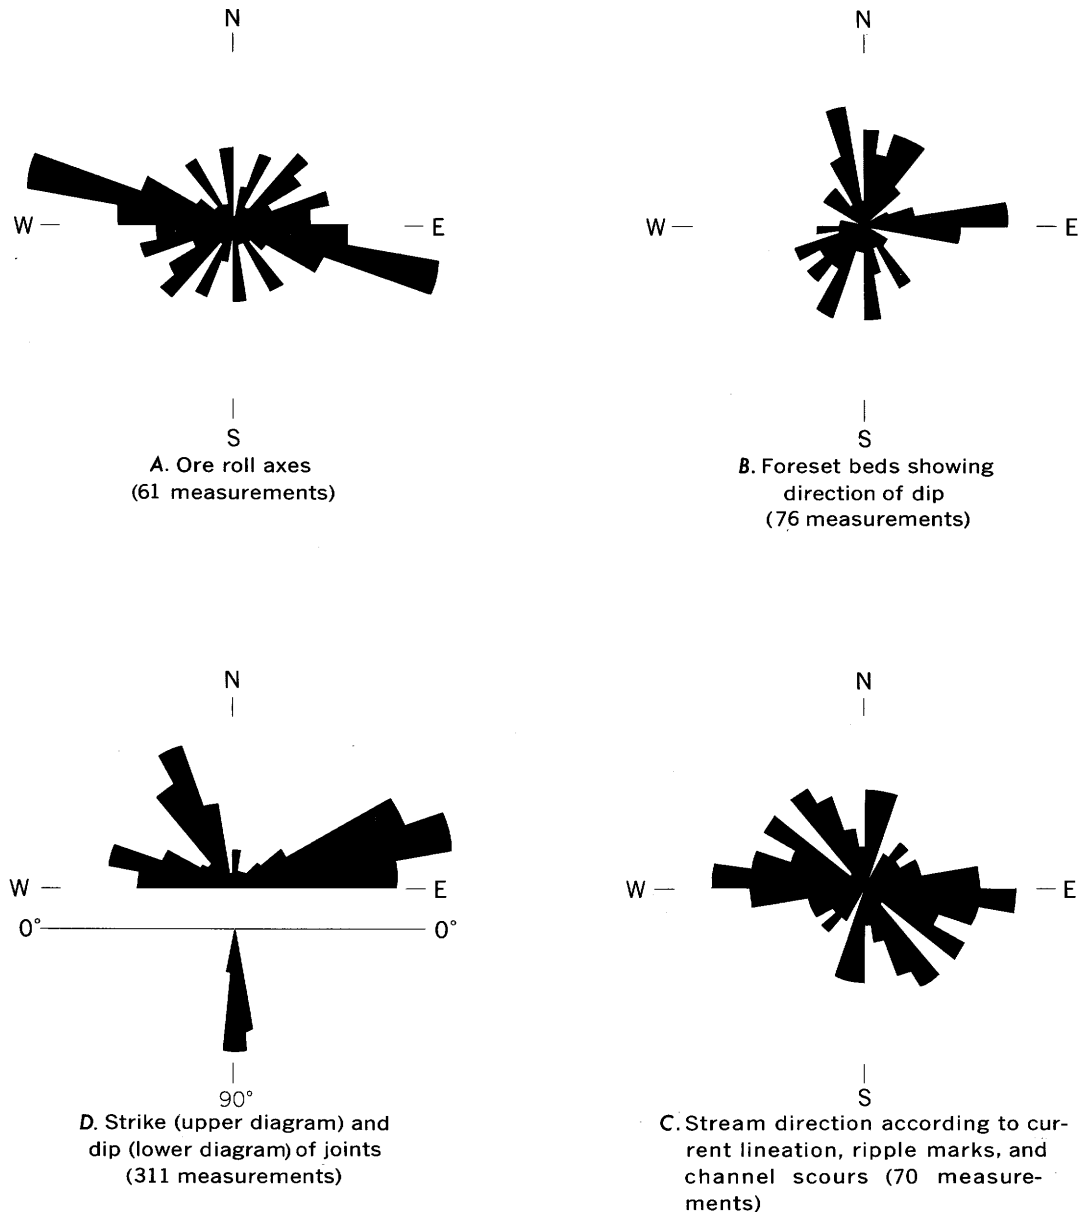 N
W
E
S
A. Ore roll axes
(61 measurements)
N
W
E
S
B. Foreset beds showing
direction of dip
(76 measurements)
N
W
E
0°
0°
90°
D. Strike (upper diagram) and
dip (lower diagram) of joints
(311 measurements)
N
W
E
S
C. Stream direction according to cur-
rent lineation, ripple marks, and
channel scours (70 measure-
ments)